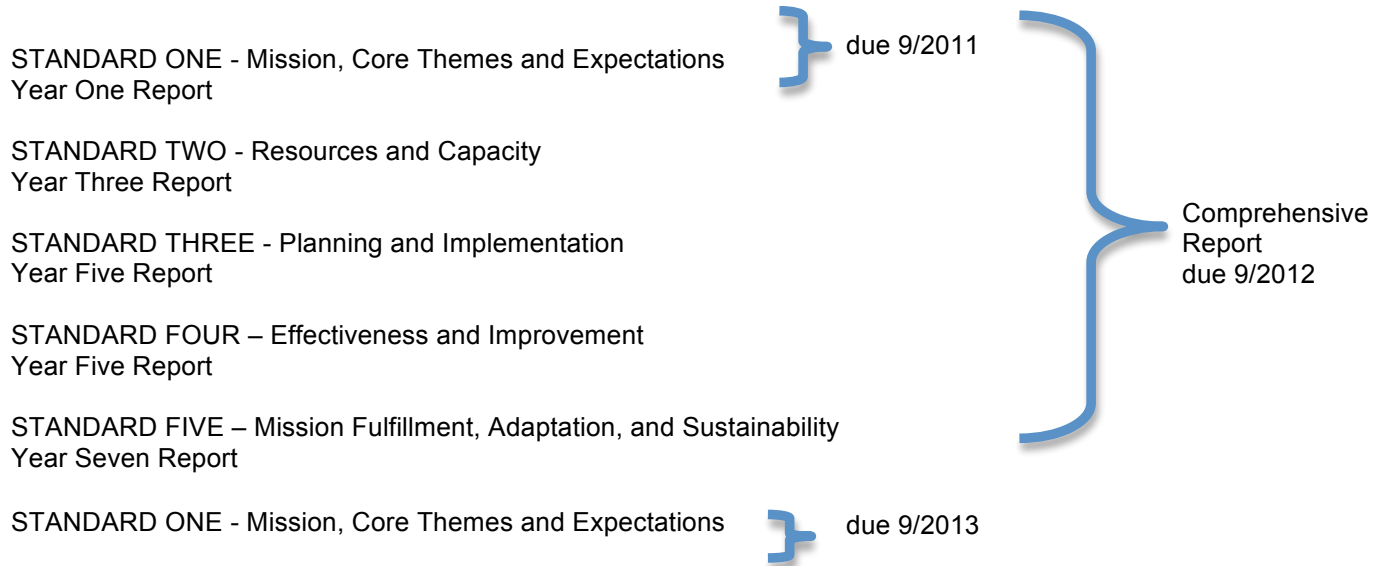 due 9/2011
STANDARD ONE - Mission, Core Themes and Expectations
Year One Report
STANDARD TWO - Resources and Capacity
Year Three Report
STANDARD THREE - Planning and Implementation
Year Five Report
STANDARD FOUR – Effectiveness and Improvement
Year Five Report
STANDARD FIVE – Mission Fulfillment, Adaptation, and Sustainability
Year Seven Report
Comprehensive
Report
due 9/2012
STANDARD ONE - Mission, Core Themes and Expectations
due 9/2013